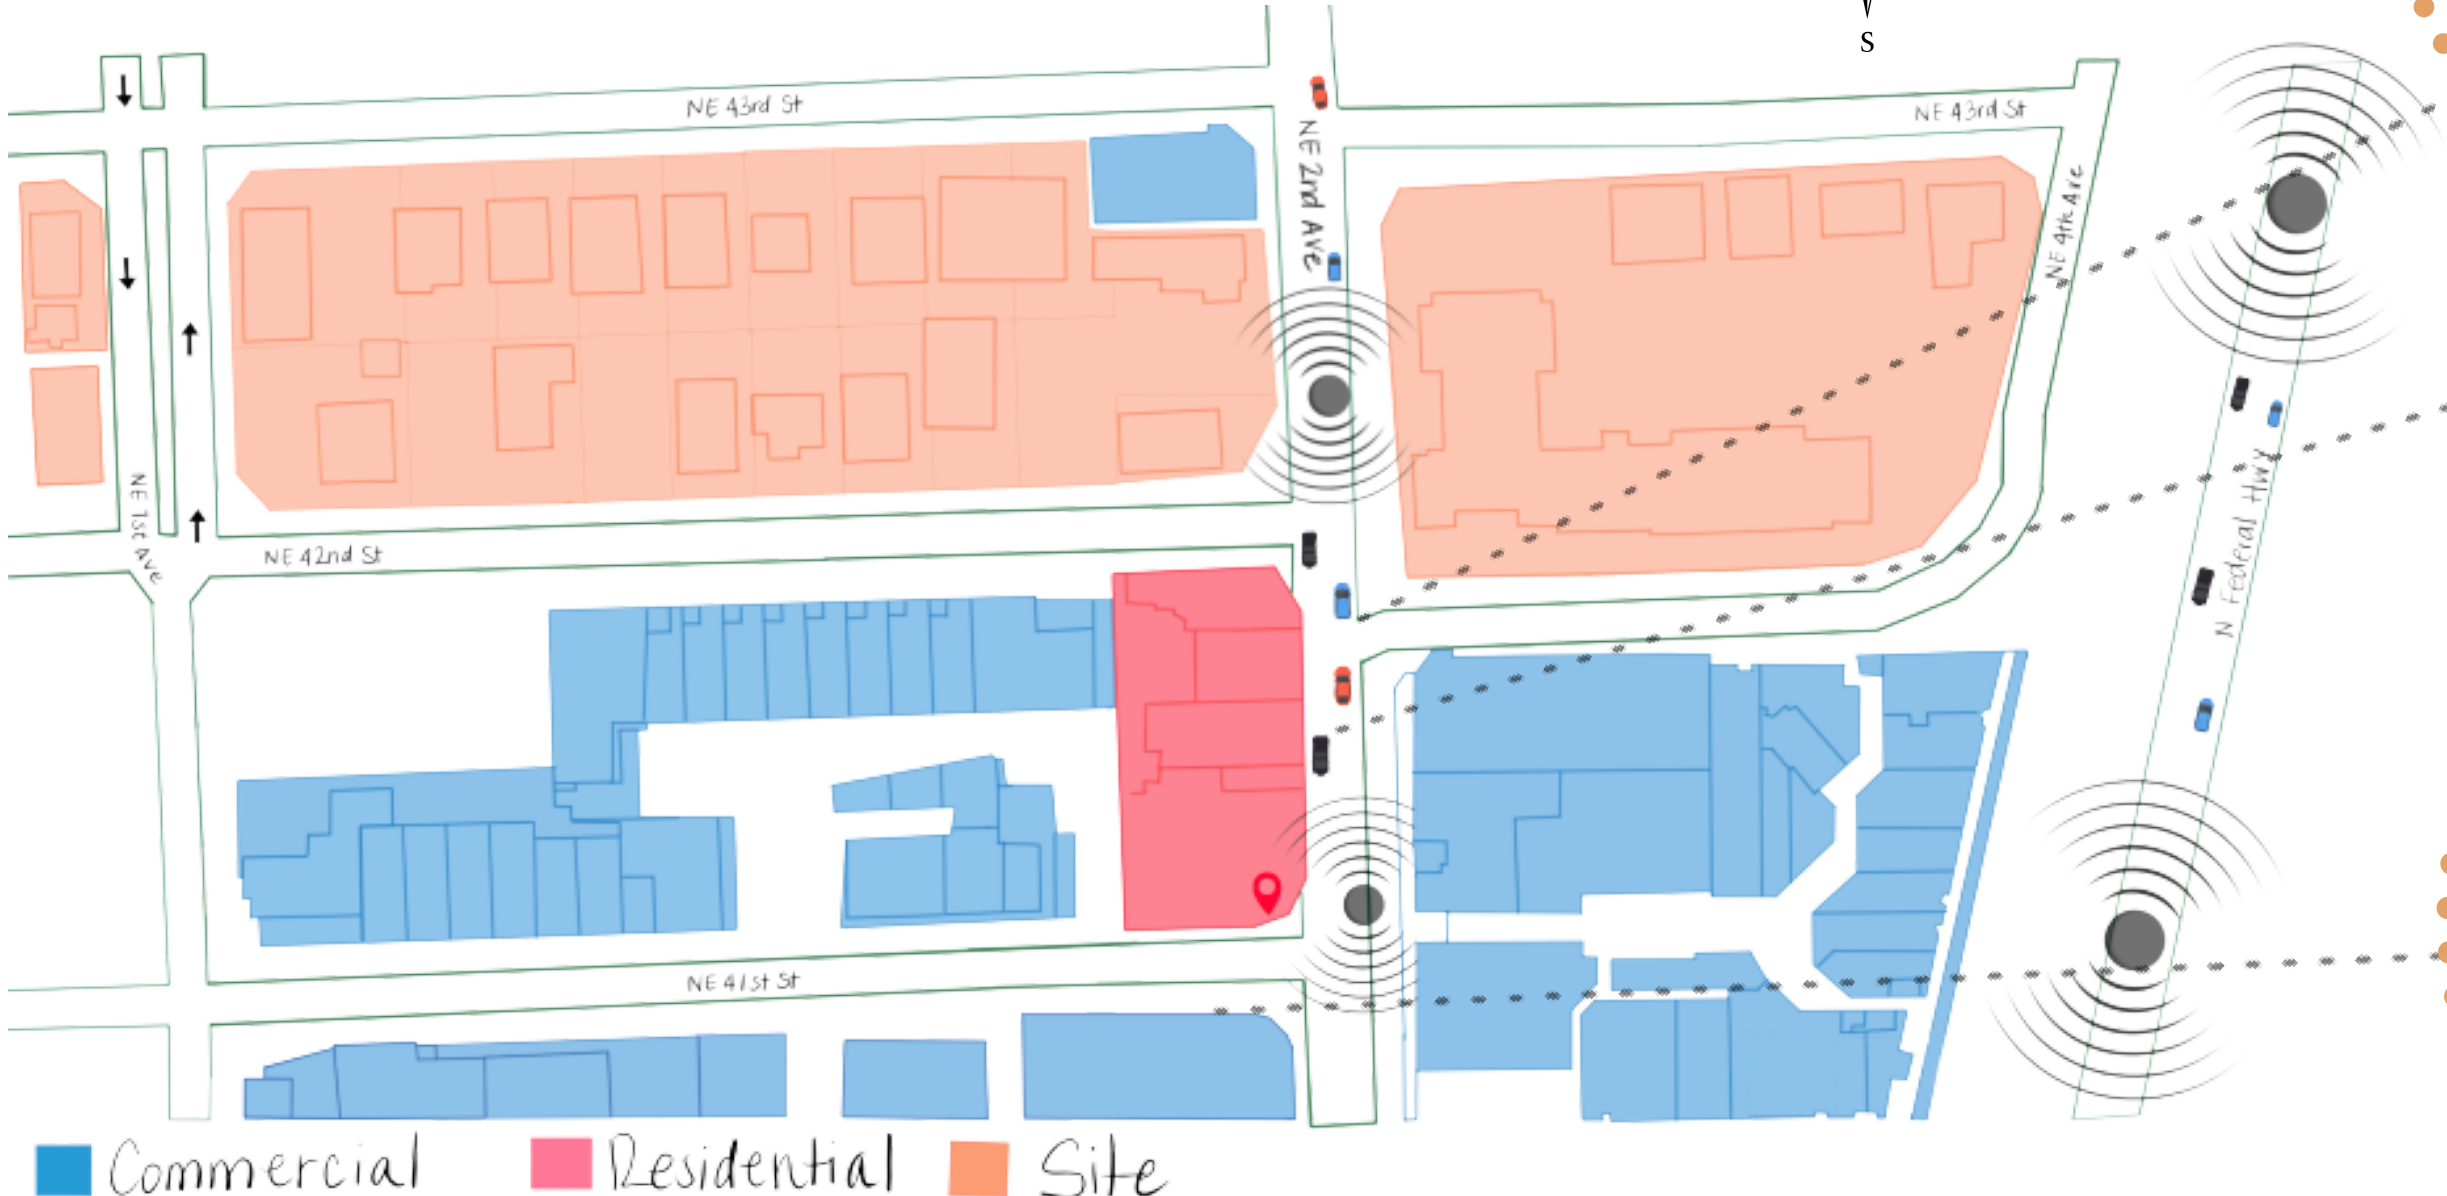 S
NE 43rd St
NE 43rd St
NE 2nd Ave
NE 4th Ave
N Federal Hwy
NE 1st Ave
NE 42nd St
NE 41st St
Commercial
Residential
Site